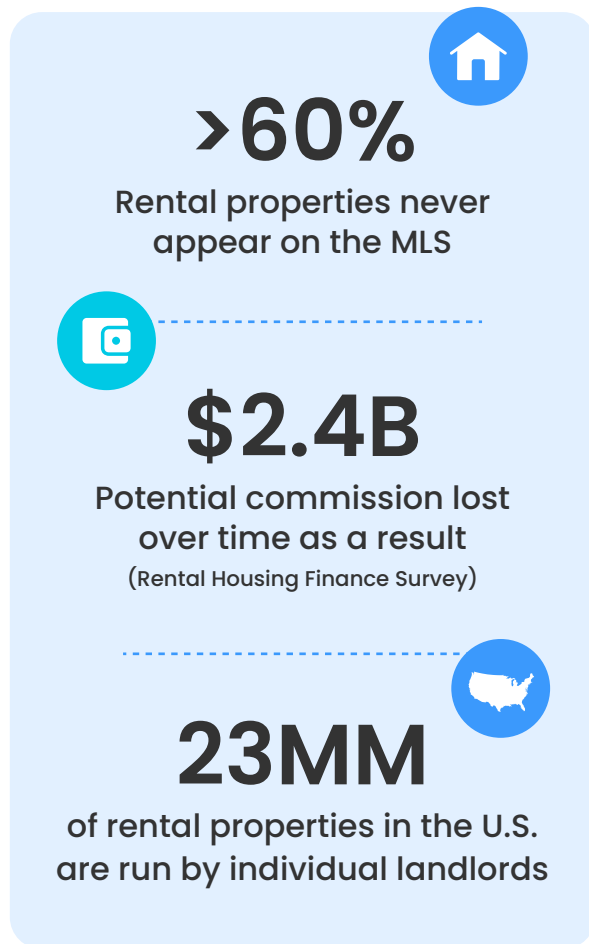 >60%
Rental properties never
appear on the MLS
$2.4B
Potential commission lost
over time as a result
(Rental Housing Finance Survey)
23MM
of rental properties in the U.S.
are run by individual landlords